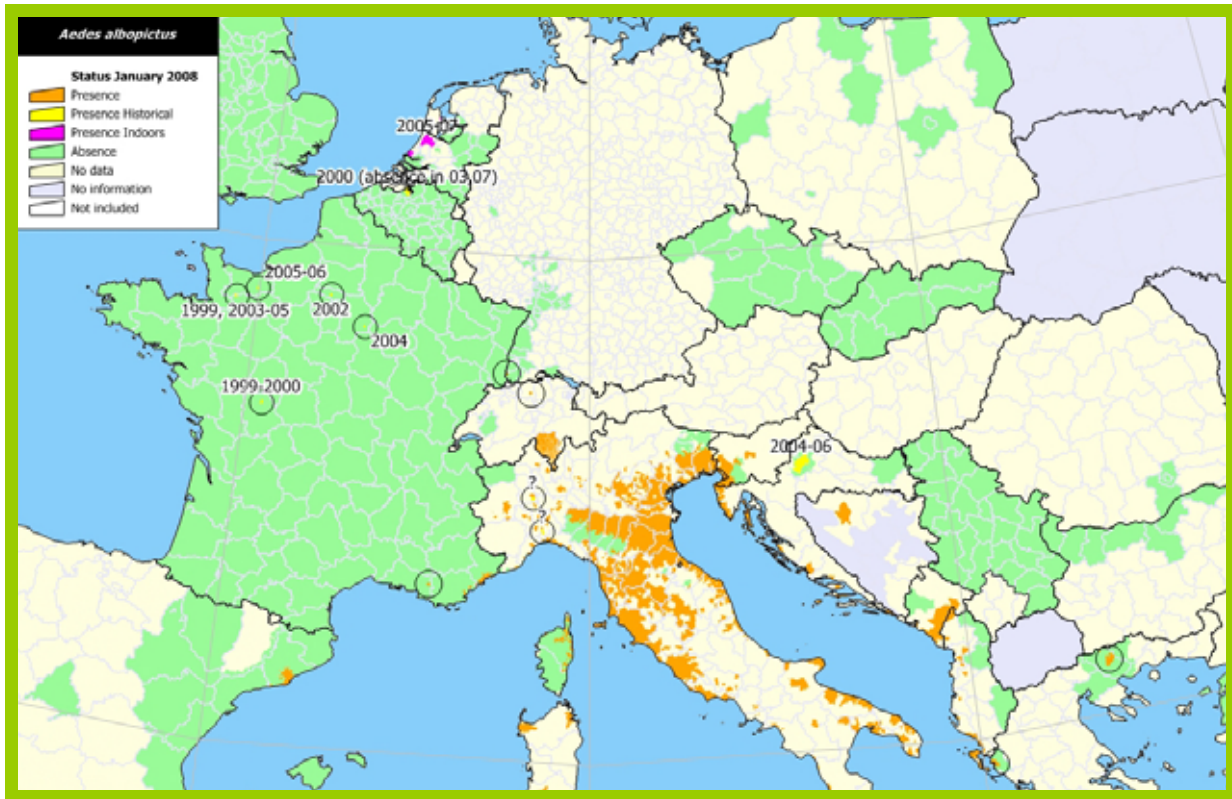 Aedes albopictus
Status January 2008
Presence
Presence Historical
Presence Indoors
Absence
No data
No information
Not included
2005-07
2000 (absence in 03,07)
2005-06
1999, 2003-05
2002
2004
1999-2000
2004-06
?
?